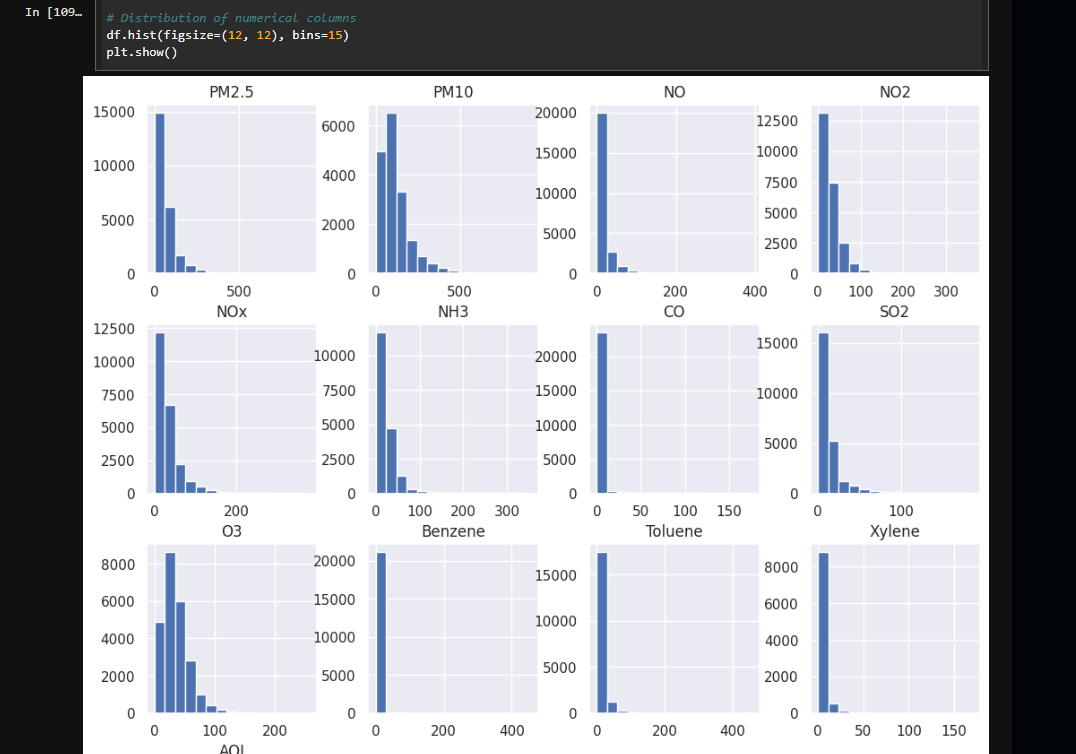 In [109…
# Distribution of numerical columns
df.hist(figsize=(12, 12), bins=15)
plt.show()
PM2.5 PM10 NO NO2
15000 10000 5000 0
6000 4000 2000 0
20000 15000 10000 5000 0
12500 10000 7500 5000 2500 0
0 500 0 500 0 200 400 0 100 200 300
NOx NH3 CO SO2
12500 10000 7500 5000 2500 0
10000 7500 5000 2500 0
20000 15000 10000 5000 0
15000 10000 5000 0
0 200 0 100 200 300 0 50 100 150 0 100
O3 Benzene Toluene Xylene
8000 6000 4000 2000 0
20000 15000 10000 5000 0
15000 10000 5000 0
8000 6000 4000 2000 0
0 100 200 0 200 400 0 200 400 0 50 100 150
AQI